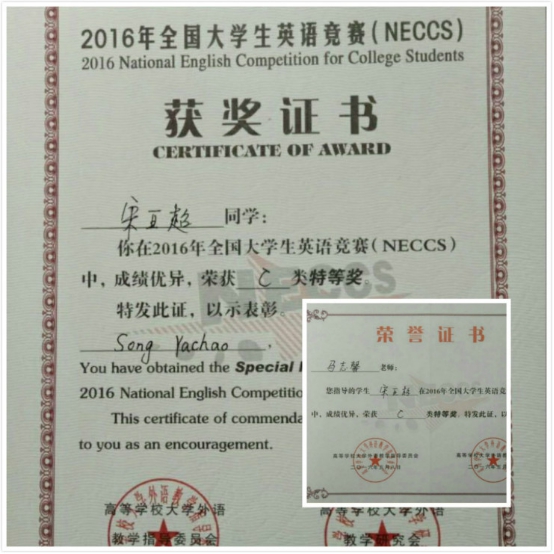 2016年全国大学生英语竞赛(NECCS)
2016 National English Competition for College Students
获奖证书
CERTIFICATE OF AWARD
宋亚超 同学:
你在2016年全国大学生英语竞赛(NECCS)
中,成绩优异,荣获 C 类特等奖
特发此证,以示表彰。
Song Yachao,
You have obtained the Special
2016 National English Competitio
This certificate of commenda
to you as an encouragement.
高等学校大学外语
教学指导委员会
教学研究会
荣誉证书
老师:
您指导的学生 宋亚超 在2016年全国大学生英语竞
中,成绩优异,荣获 C 类特等奖。特发此证,以